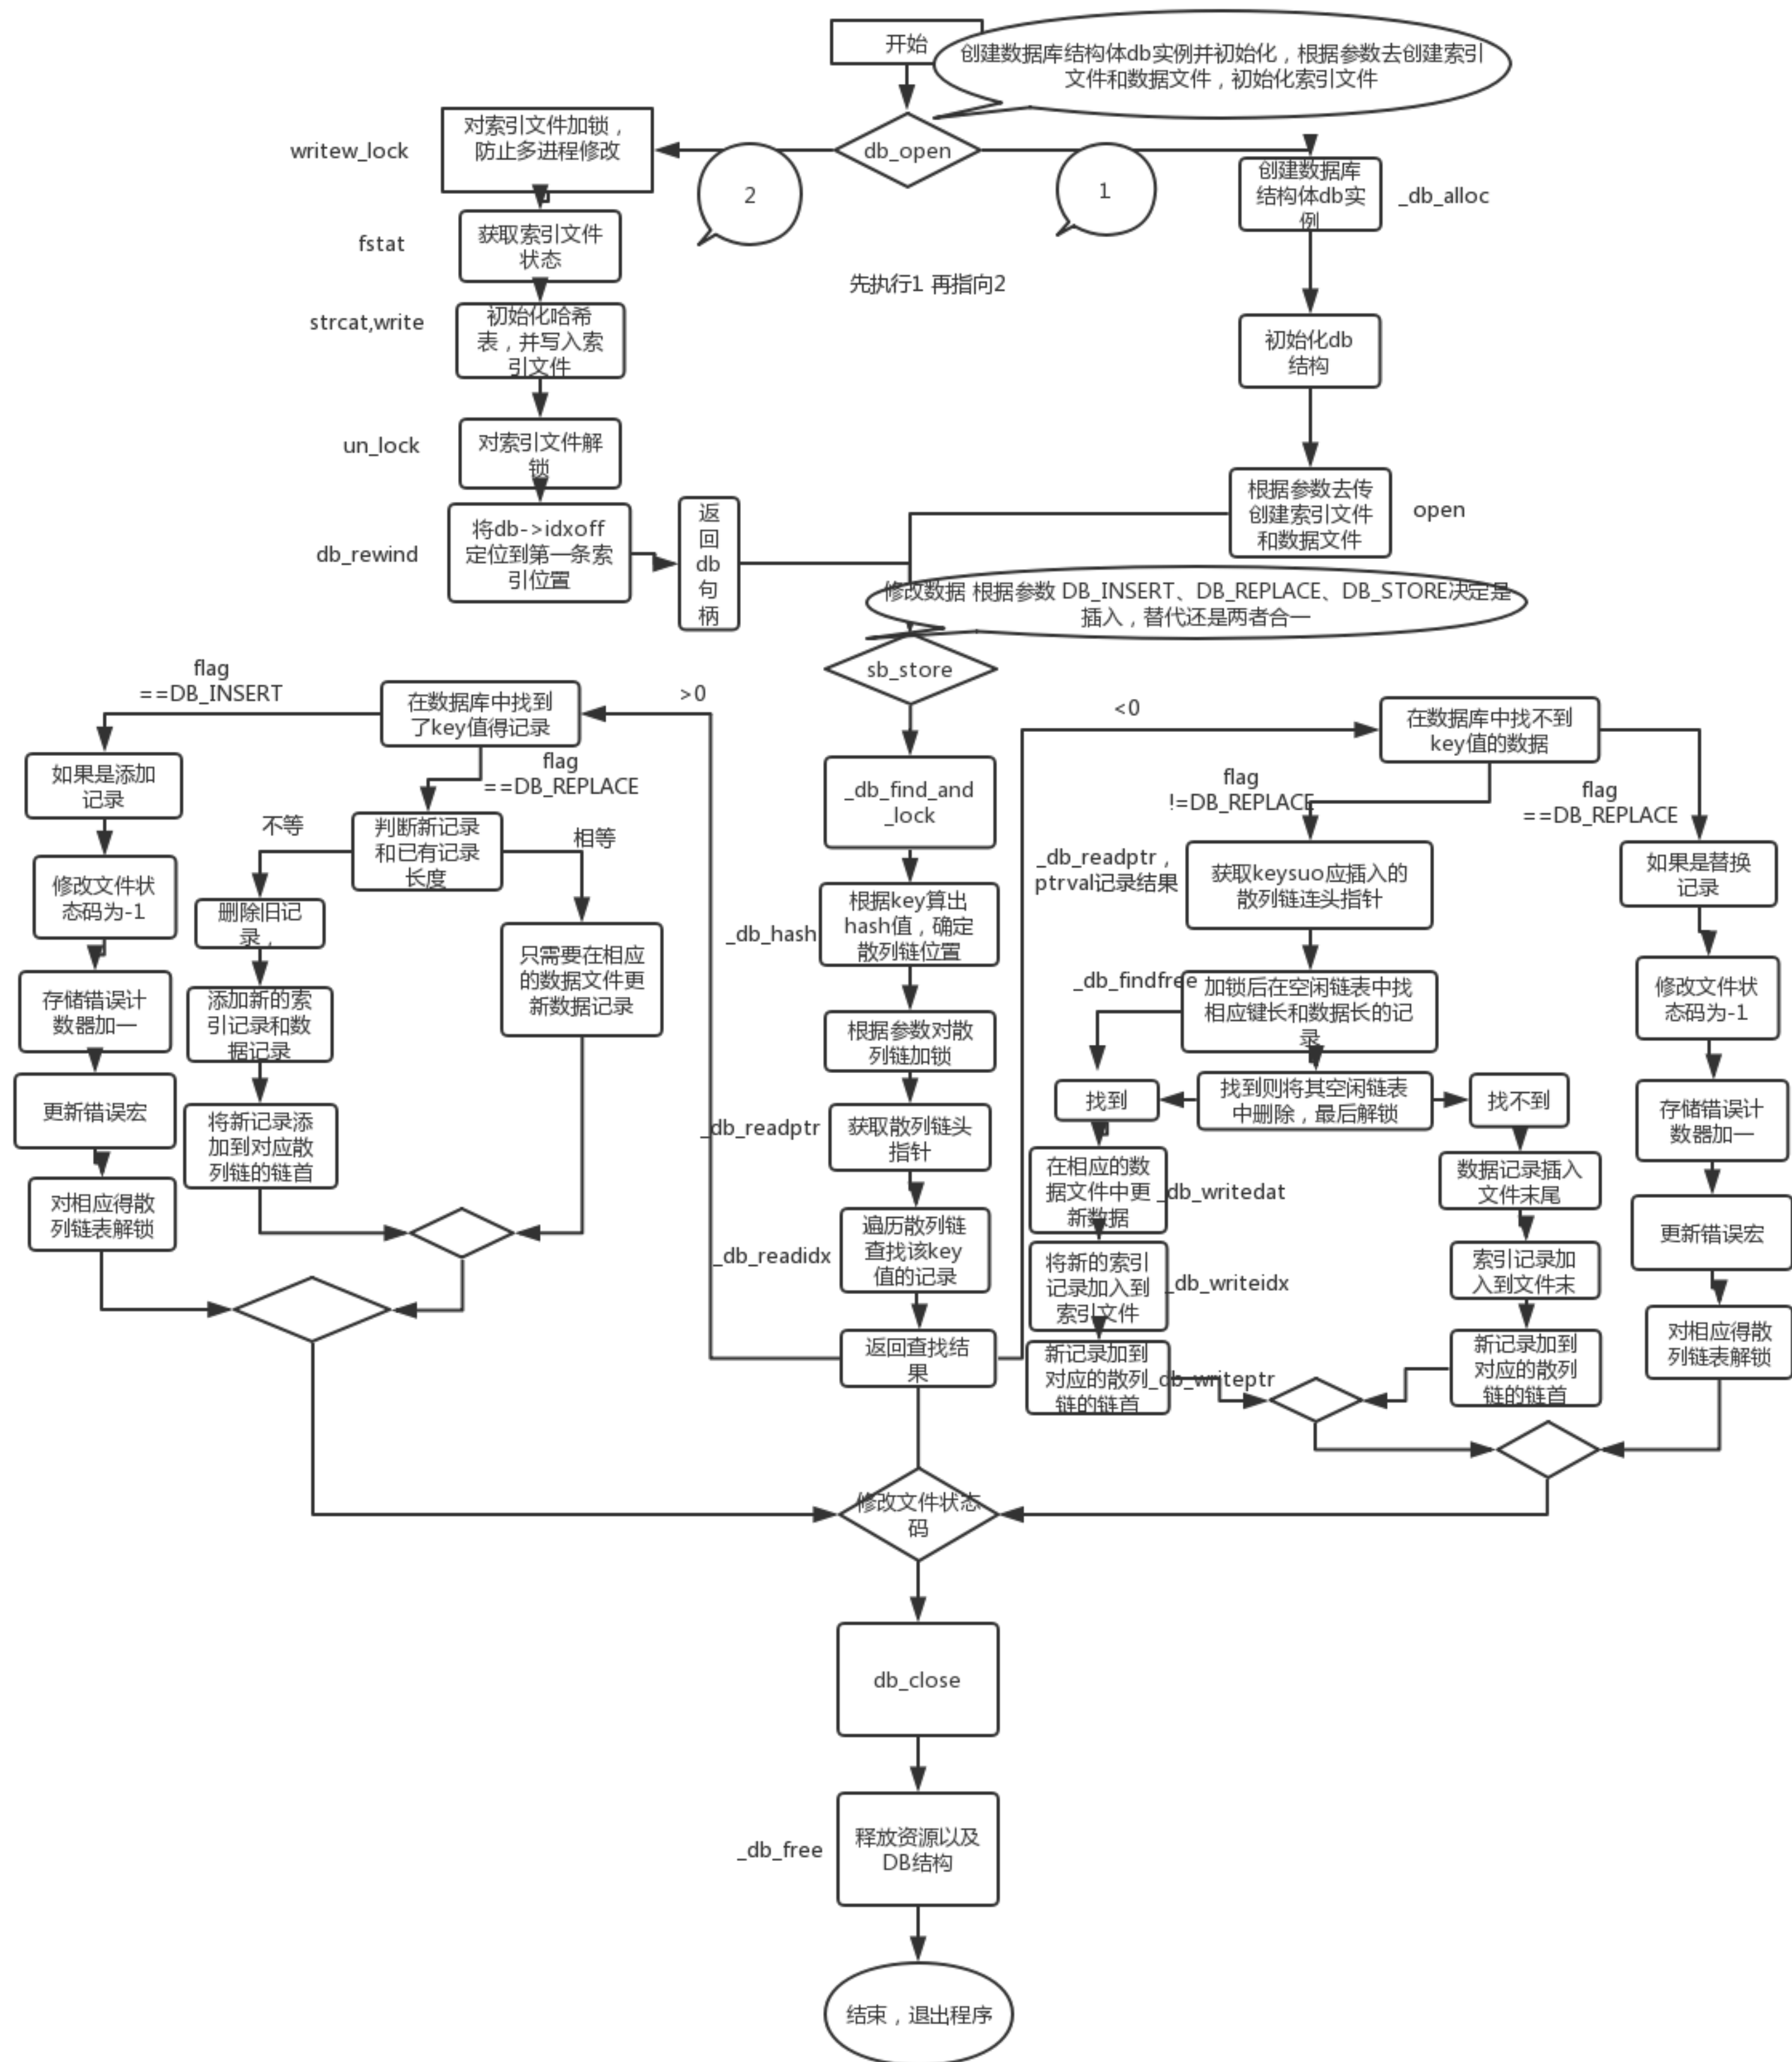 开始
创建数据库结构体db实例并初始化，根据参数去创建索引
文件和数据文件，初始化索引文件
db_open
对索引文件加锁，
防止多进程修改
writew_lock
2
1
创建数据库
结构体db实
例
_db_alloc
fstat
获取索引文件
状态
先执行1 再指向2
strcat,write
初始化哈希
表，并写入索
引文件
初始化db
结构
un_lock
对索引文件解
锁
根据参数去传
创建索引文件
和数据文件
open
db_rewind
将db->idxoff
定位到第一条索
引位置
返
回
db
句
柄
修改数据 根据参数 DB_INSERT、DB_REPLACE、DB_STORE决定是
插入，替代还是两者合一
sb_store
flag
==DB_INSERT
在数据库中找到
了key值得记录
>0
<0
在数据库中找不到
key值的数据
如果是添加
记录
flag
==DB_REPLACE
_db_find_and
_lock
flag
!=DB_REPLACE
flag
==DB_REPLACE
不等
判断新记录
和已有记录
长度
相等
_db_readptr，
ptrval记录结果
获取keysuo应插入的
散列链连头指针
如果是替换
记录
修改文件状
态码为-1
删除旧记
录，
只需要在相应
的数据文件更
新数据记录
_db_hash
根据key算出
hash值，确定
散列链位置
_db_findfree
加锁后在空闲链表中找
相应键长和数据长的记
录
修改文件状
态码为-1
存储错误计
数器加一
添加新的索
引记录和数
据记录
根据参数对散
列链加锁
找到
找到则将其空闲链表
中删除，最后解锁
找不到
更新错误宏
将新记录添
加到对应散
列链的链首
_db_readptr
获取散列链头
指针
存储错误计
数器加一
在相应的数
据文件中更
新数据
_db_writedat
数据记录插入
文件末尾
对相应得散
列链表解锁
_db_readidx
遍历散列链
查找该key
值的记录
将新的索引
记录加入到
索引文件
_db_writeidx
索引记录加
入到文件末
更新错误宏
返回查找结
果
新记录加到
对应的散列
链的链首
_db_writeptr
新记录加到
对应的散列
链的链首
对相应得散
列链表解锁
修改文件状态
码
db_close
_db_free
释放资源以及
DB结构
结束，退出程序